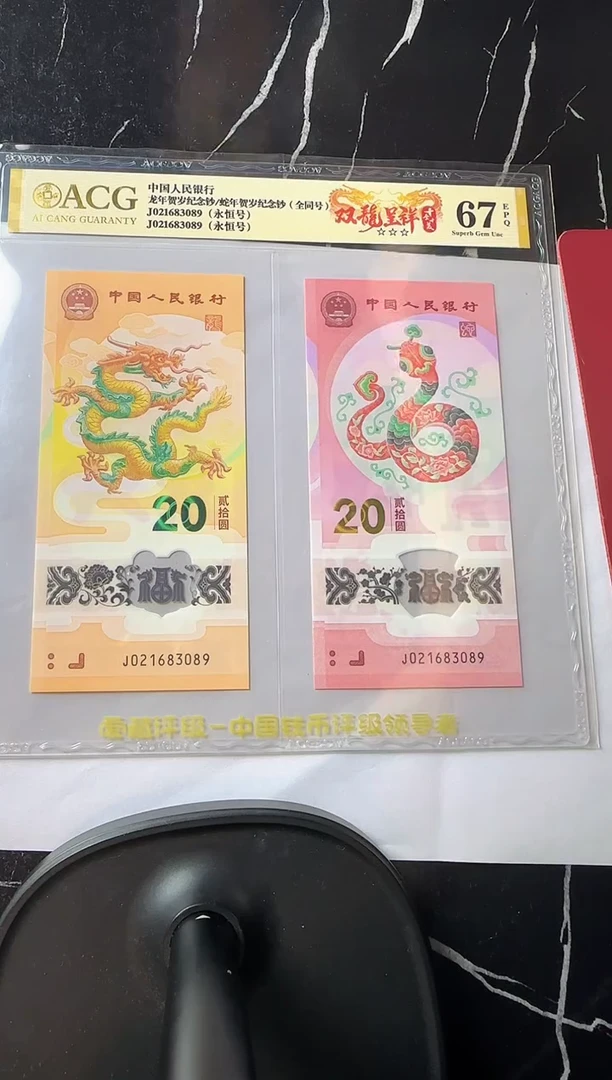 ACG
AI CANG GUARANTY
中国人民银行
龙年贺岁纪念钞/蛇年贺岁纪念钞（全同号）
J021683089（永恒号）
J021683089（永恒号）
双龍呈祥
67
EPQ
Superb Gem Unc
中国人民银行
20
贰拾圆
福
J021683089
中国人民银行
20
贰拾圆
福
J021683089
评级－中国钱币评级领导者